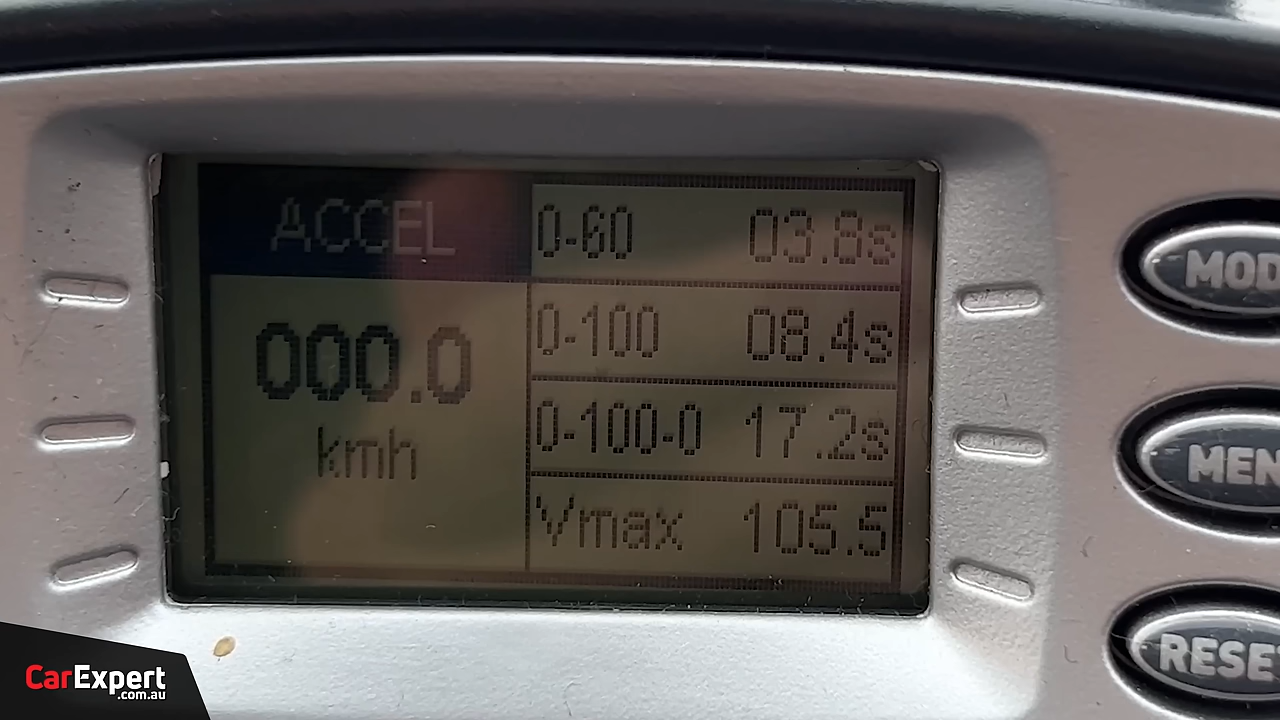 ACCEL
000.0
kmh
0-60 03.8s
0-100 08.4s
0-100-0 17.2s
Vmax 105.5
MOD
MEN
RESE
CarExpert
.com.au